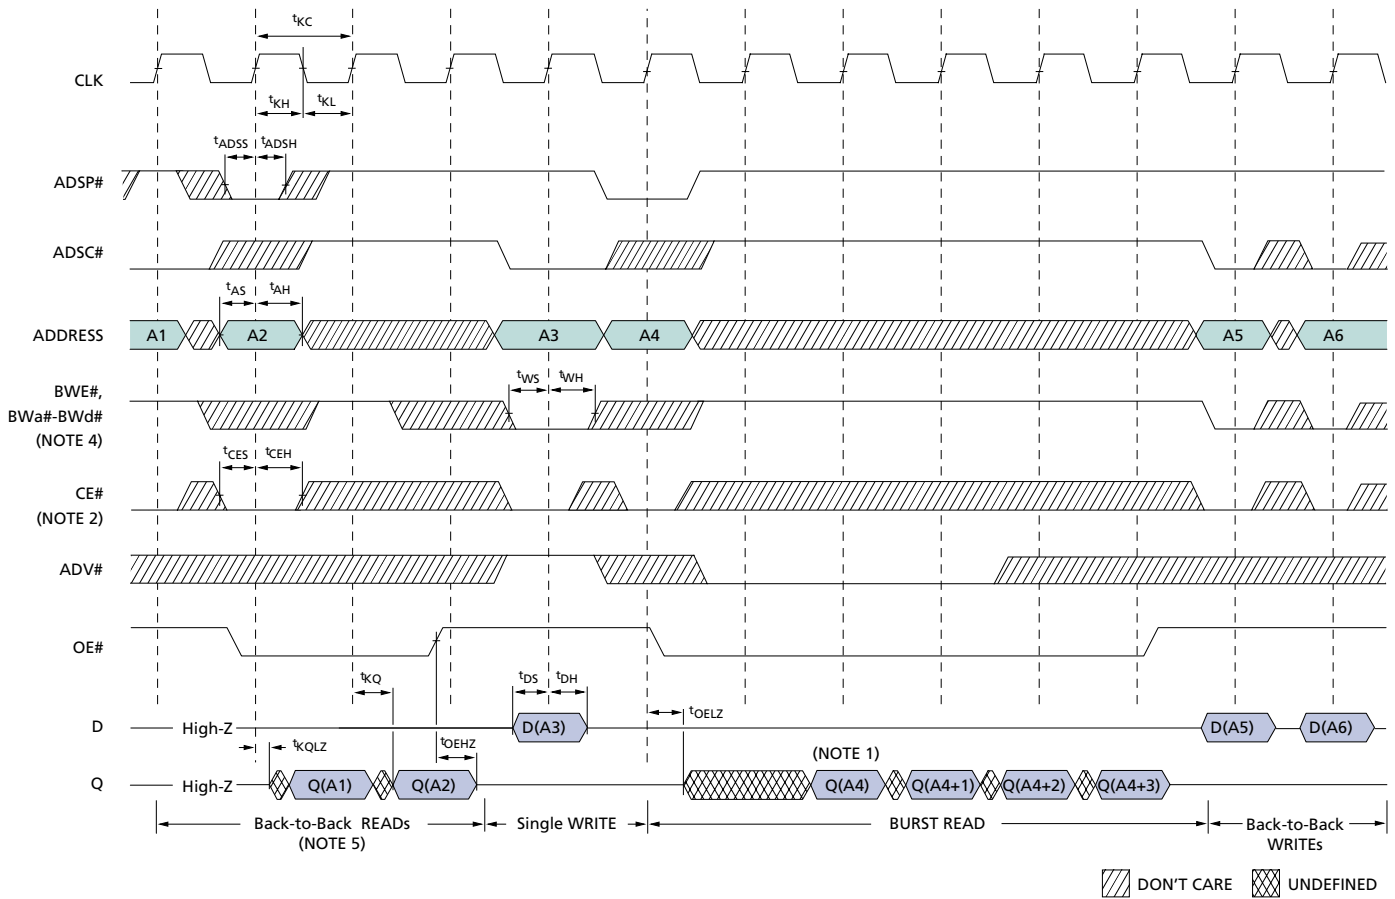 tKC
CLK
tKH tKL
tADSS tADSH
ADSP#
ADSC#
tAS tAH
ADDRESS A1 A2 A3 A4 A5 A6
tWS tWH
BWE#,
BWa#-BWd#
(NOTE 4)
tCES tCEH
CE#
(NOTE 2)
ADV#
OE#
tKQ tDS tDH
tOELZ
D High-Z D(A3) D(A5) D(A6)
tKQLZ tOEHZ (NOTE 1)
Q High-Z Q(A1) Q(A2) Q(A4) Q(A4+1) Q(A4+2) Q(A4+3)
Back-to-Back READs Single WRITE BURST READ Back-to-Back
(NOTE 5) WRITEs
DON'T CARE UNDEFINED